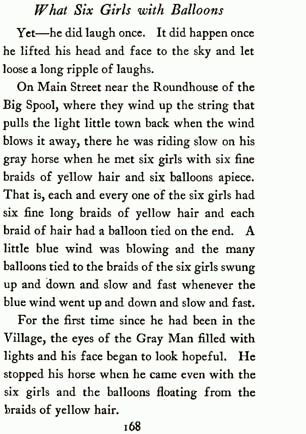 What Six Girls with Balloons
Yet—he did laugh once. It did happen once
he lifted his head and face to the sky and let
loose a long ripple of laughs.
On Main Street near the Roundhouse of the
Big Spool, where they wind up the string that
pulls the light little town back when the wind
blows it away, there he was riding slow on his
gray horse when he met six girls with six fine
braids of yellow hair and six balloons apiece.
That is, each and every one of the six girls had
six fine long braids of yellow hair and each
braid of hair had a balloon tied on the end. A
little blue wind was blowing and the many
balloons tied to the braids of the six girls swung
up and down and slow and fast whenever the
blue wind went up and down and slow and fast.
For the first time since he had been in the
Village, the eyes of the Gray Man filled with
lights and his face began to look hopeful. He
stopped his horse when he came even with the
six girls and the balloons floating from the
braids of yellow hair.
168